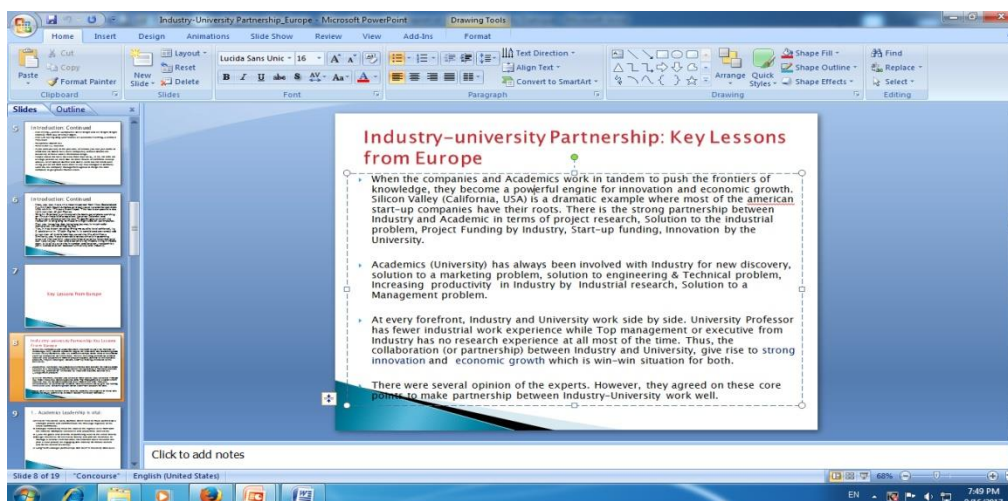 Industry-University Partnership_Europe - Microsoft PowerPoint
Drawing Tools
Home Insert Design Animations Slide Show Review View Add-Ins Format
Paste
Cut
Copy
Format Painter
Clipboard
New Slide
Layout
Reset
Delete
Slides
Lucida Sans Unic 16
B I U abe S AV Aa A
Font
Text Direction
Align Text
Convert to SmartArt
Paragraph
Arrange
Quick Styles
Shape Fill
Shape Outline
Shape Effects
Drawing
Find
Replace
Select
Editing
Slides Outline
5
Introduction Continued
6
Introduction Continued
7
Key Lessons from Europe
8
9
1. Academics Leadership is vital
Industry-university Partnership: Key Lessons
from Europe
When the companies and Academics work in tandem to push the frontiers of
knowledge, they become a powerful engine for innovation and economic growth.
Silicon Valley (California, USA) is a dramatic example where most of the american
start-up companies have their roots. There is the strong partnership between
Industry and Academic in terms of project research, Solution to the industrial
problem, Project Funding by Industry, Start-up funding, Innovation by the
University.
Academics (University) has always been involved with Industry for new discovery,
solution to a marketing problem, solution to engineering & Technical problem,
Increasing productivity in Industry by Industrial research, Solution to a
Management problem.
At every forefront, Industry and University work side by side. University Professor
has fewer industrial work experience while Top management or executive from
Industry has no research experience at all most of the time. Thus, the
collaboration (or partnership) between Industry and University, give rise to strong
innovation and economic growth which is win-win situation for both.
There were several opinion of the experts. However, they agreed on these core
points to make partnership between Industry-University work well.
Click to add notes
Slide 8 of 19 "Concourse" English (United States)
68%
EN
7:49 PM